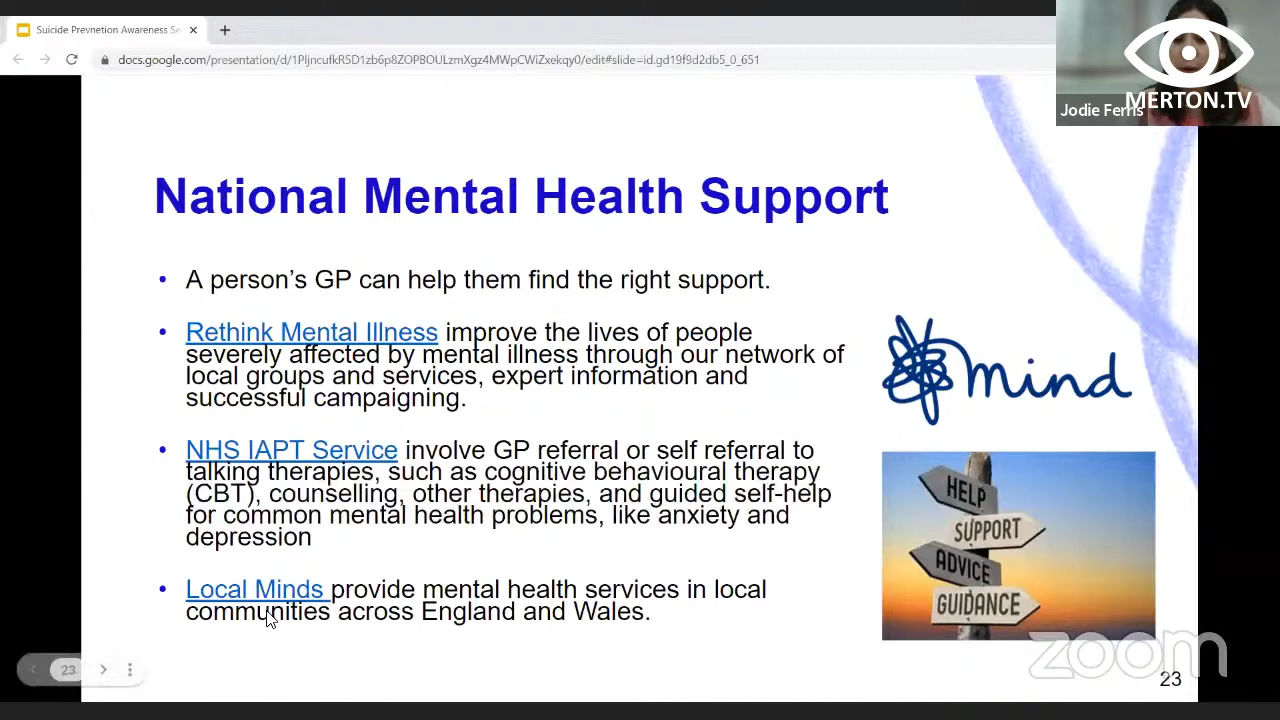 Suicide Prevnetion Awareness Se
docs.google.com/presentation/d/1PljncufkR5D1zb6p8ZOPBOULzmXgz4MWpCWiZxekqy0/edit#slide=id.gd19f9d2db5_0_651
Jodie Ferris
MERTON.TV
National Mental Health Support
• A person's GP can help them find the right support.
• Rethink Mental Illness improve the lives of people
severely affected by mental illness through our network of
local groups and services, expert information and
successful campaigning.
• NHS IAPT Service involve GP referral or self referral to
talking therapies, such as cognitive behavioural therapy
(CBT), counselling, other therapies, and guided self-help
for common mental health problems, like anxiety and
depression
• Local Minds provide mental health services in local
communities across England and Wales.
mind
HELP
SUPPORT
ADVICE
GUIDANCE
zoom
23
23